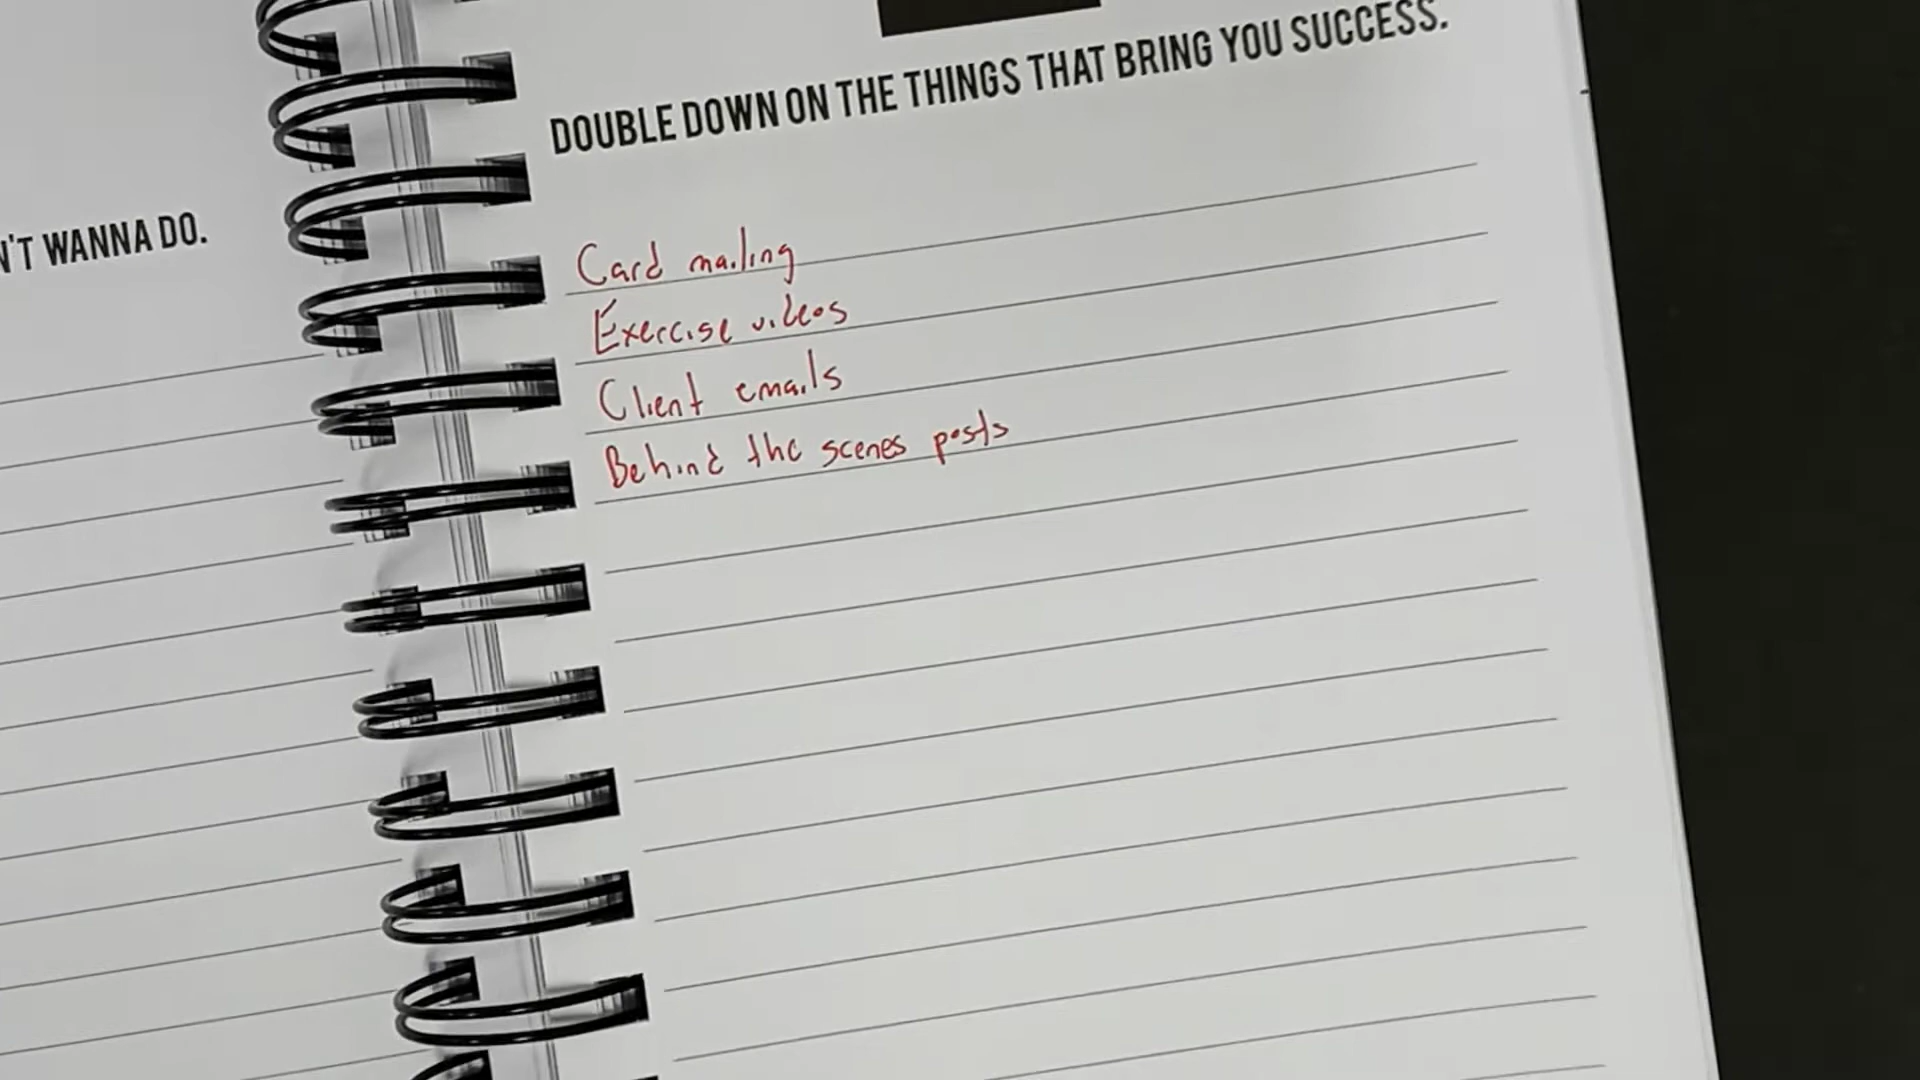 N'T WANNA DO.
DOUBLE DOWN ON THE THINGS THAT BRING YOU SUCCESS.
Card mailing
Exercise videos
Client emails
Behind the scenes posts